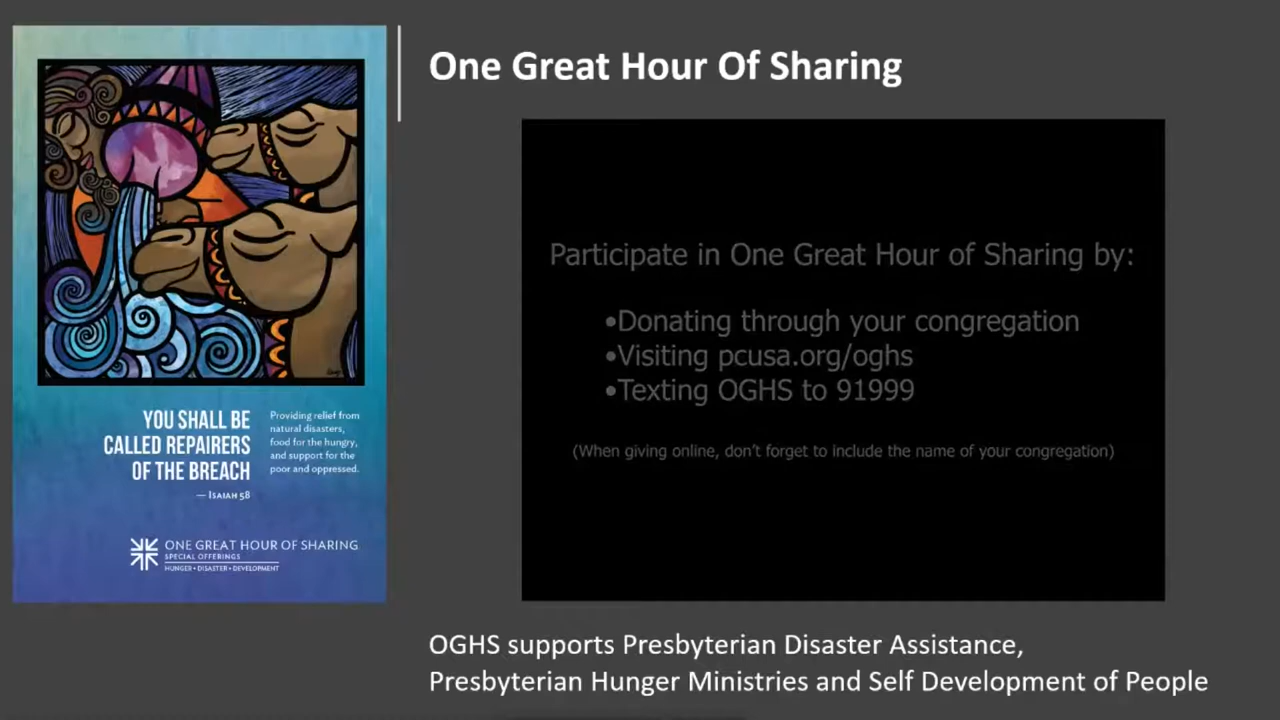 One Great Hour Of Sharing
Participate in One Great Hour of Sharing by:
•Donating through your congregation
•Visiting pcusa.org/oghs
•Texting OGHS to 91999
(When giving online, don't forget to include the name of your congregation)
YOU SHALL BE
CALLED REPAIRERS
OF THE BREACH
— ISAIAH 58
Providing relief from
natural disasters,
food for the hungry,
and support for the
poor and oppressed.
ONE GREAT HOUR OF SHARING
SPECIAL OFFERINGS
HUNGER • DISASTER • DEVELOPMENT
OGHS supports Presbyterian Disaster Assistance,
Presbyterian Hunger Ministries and Self Development of People